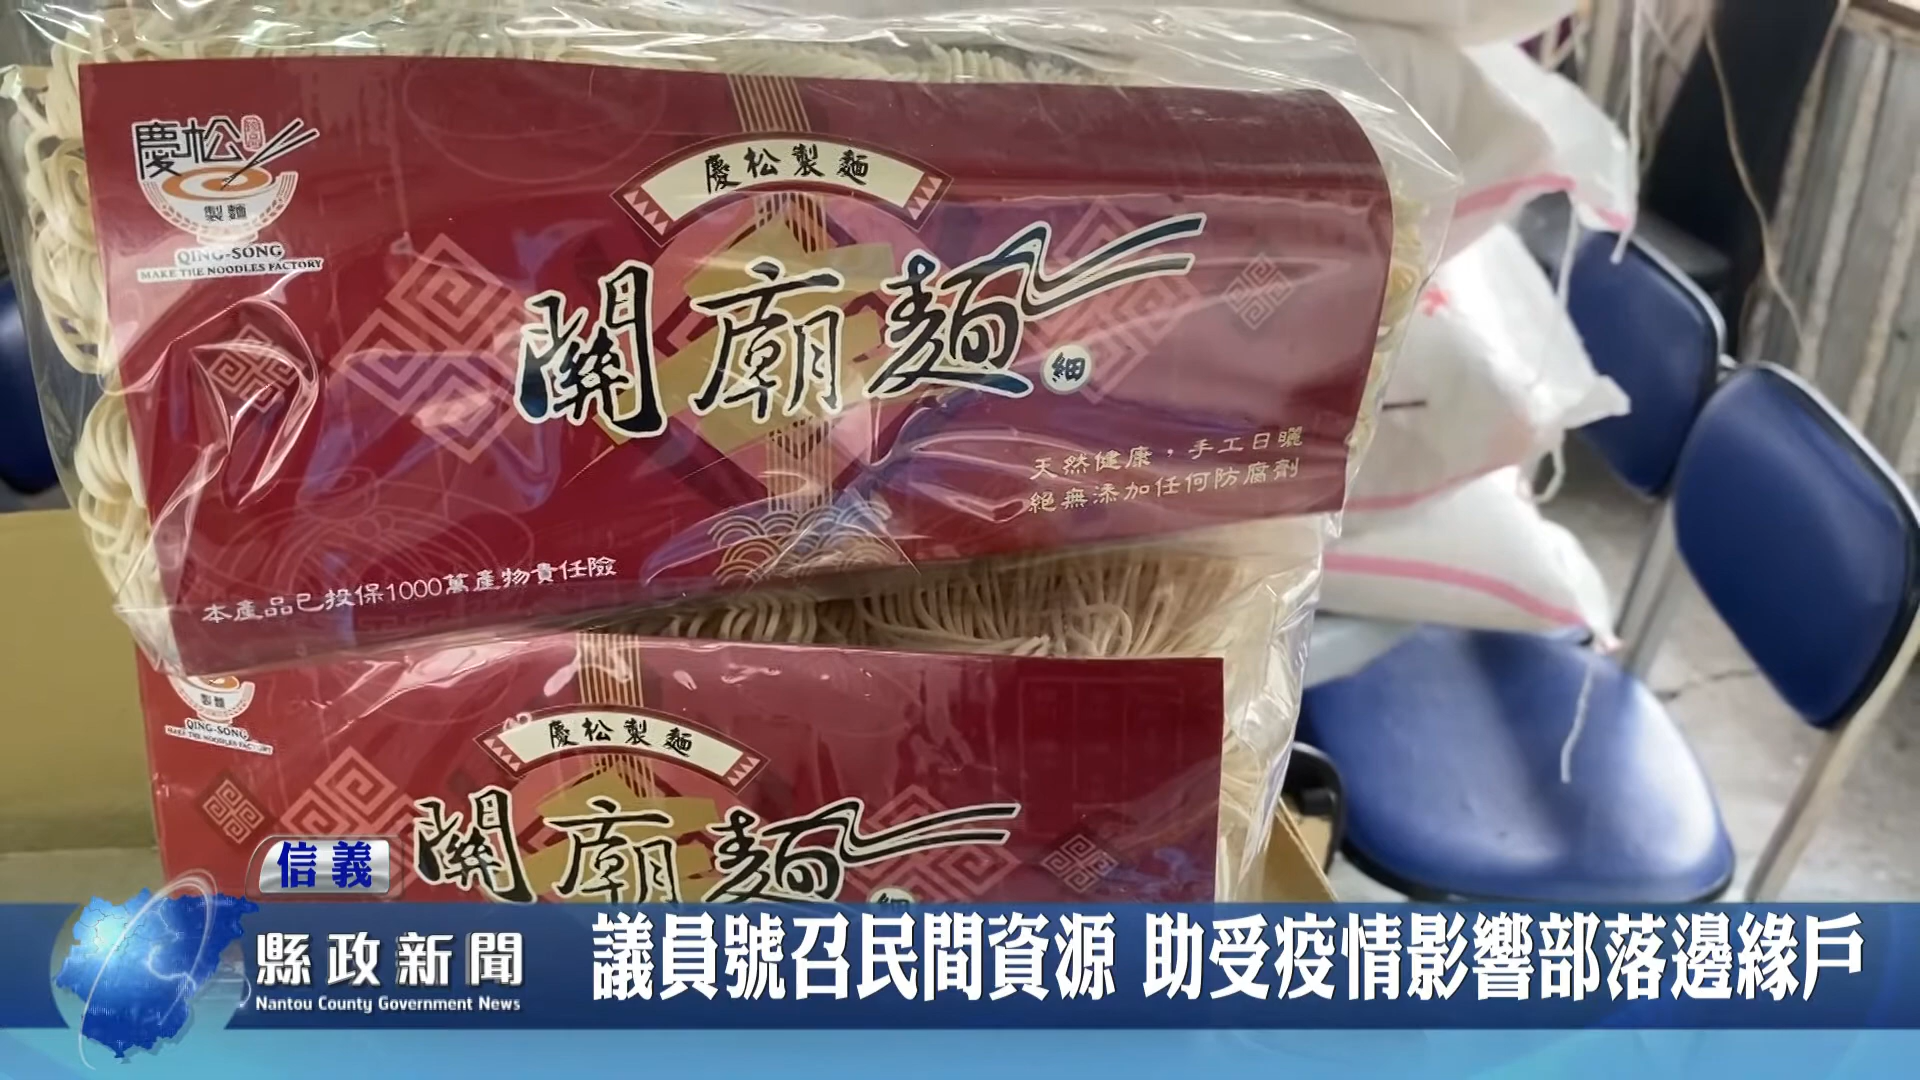 慶松
製麵
QING-SONG
MAKE THE NOODLES FACTORY
慶松製麵
關廟麵
細
天然健康，手工日曬
絕無添加任何防腐劑
本產品已投保1000萬產物責任險
製麵
QING-SONG
MAKE THE NOODLES FACTORY
慶松製麵
關廟麵
細
信義
縣政新聞
Nantou County Government News
議員號召民間資源 助受疫情影響部落邊緣戶